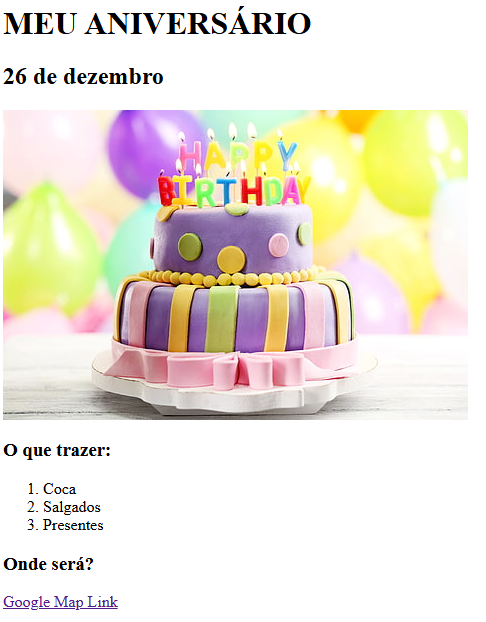 MEU ANIVERSÁRIO
26 de dezembro
HAPPY
BIRTHDAY
O que trazer:
1. Coca
2. Salgados
3. Presentes
Onde será?
Google Map Link